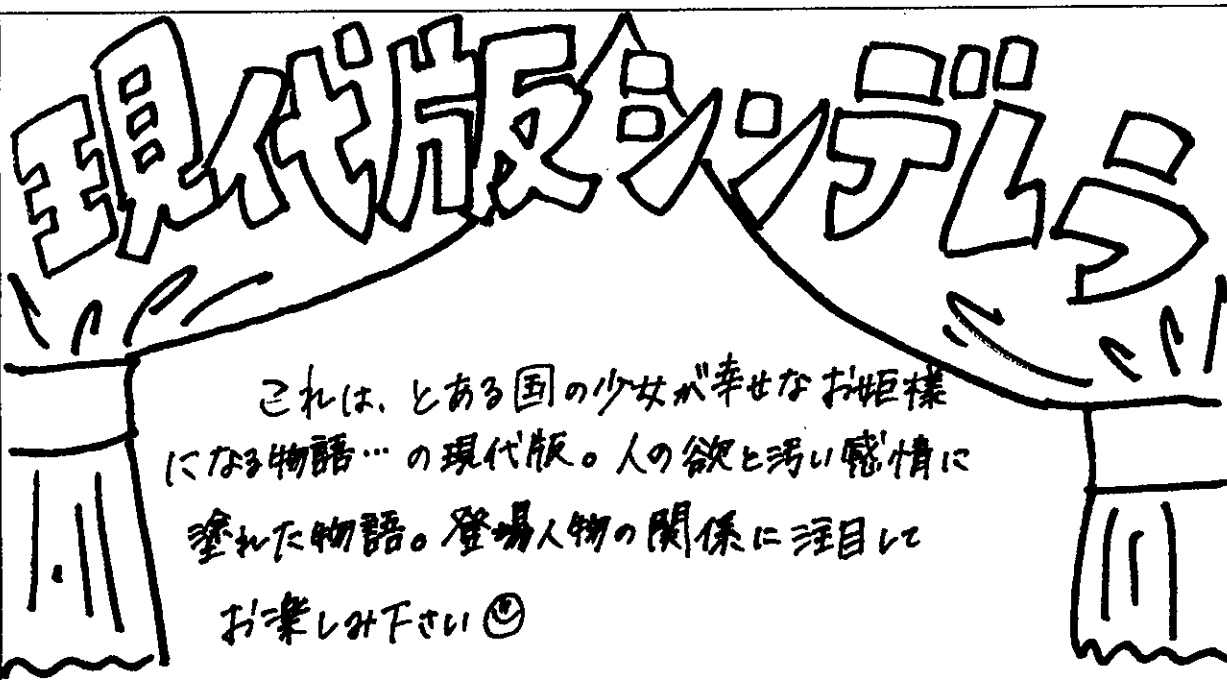 現代版シンデレラ
これは、とある国の少女が幸せなお姫様
になる物語…の現代版。人の欲と汚い感情に
塗れた物語。登場人物の関係に注目して
お楽しみ下さい☺